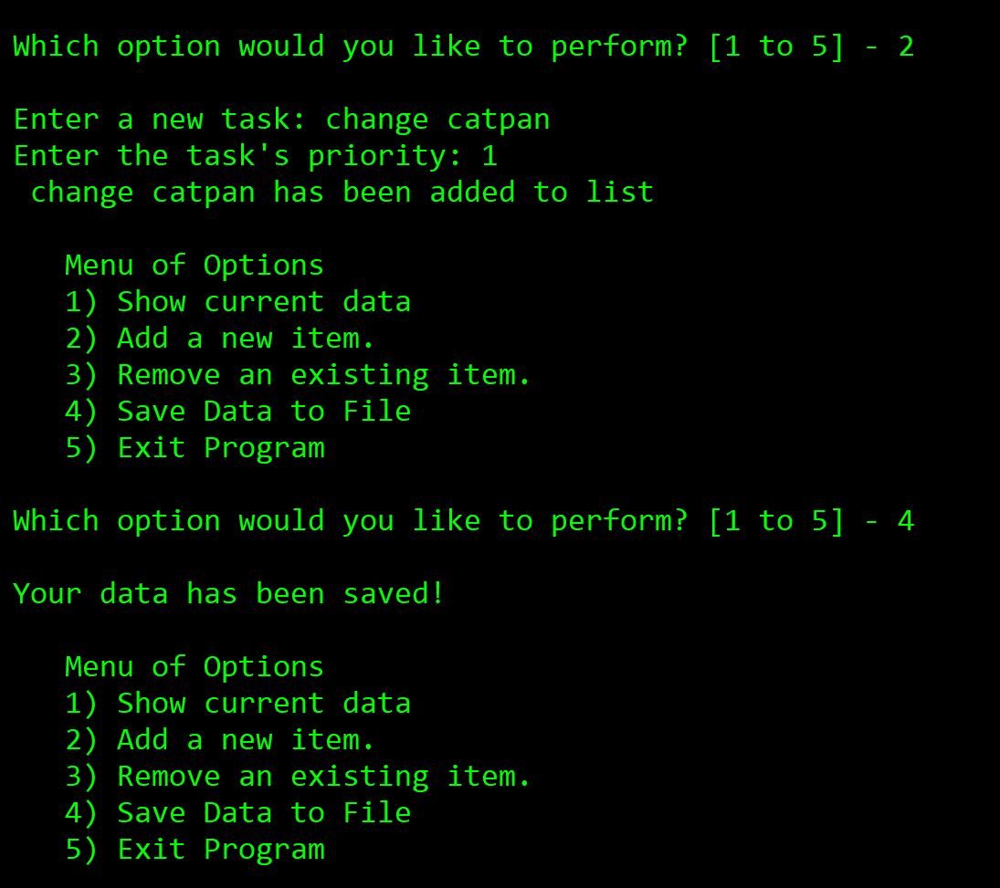 Which option would you like to perform? [1 to 5] - 2
Enter a new task: change catpan
Enter the task's priority: 1
change catpan has been added to list
Menu of Options
1) Show current data
2) Add a new item.
3) Remove an existing item.
4) Save Data to File
5) Exit Program
Which option would you like to perform? [1 to 5] - 4
Your data has been saved!
Menu of Options
1) Show current data
2) Add a new item.
3) Remove an existing item.
4) Save Data to File
5) Exit Program